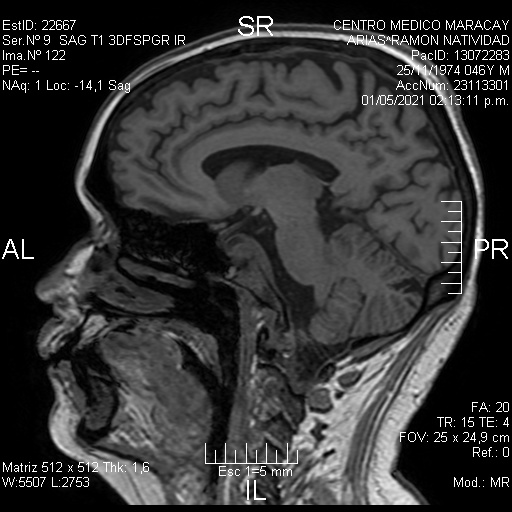 EstID: 22667
Ser.Nº 9 SAG T1 3DFSPGR IR
Ima.Nº 122
PE= --
NAq: 1 Loc: -14,1 Sag
SR
CENTRO MEDICO MARACAY
ARIAS^RAMON NATIVIDAD
PacID: 13072283
25/11/1974 046Y M
AccNum: 23113301
01/05/2021 02:13:11 p.m.
AL
PR
FA: 20
TR: 15 TE: 4
FOV: 25 x 24,9 cm
Ref.: 0
Matriz 512 x 512 Thk: 1,6
W:5507 L:2753
Esc 1=5 mm
IL
Mod.: MR